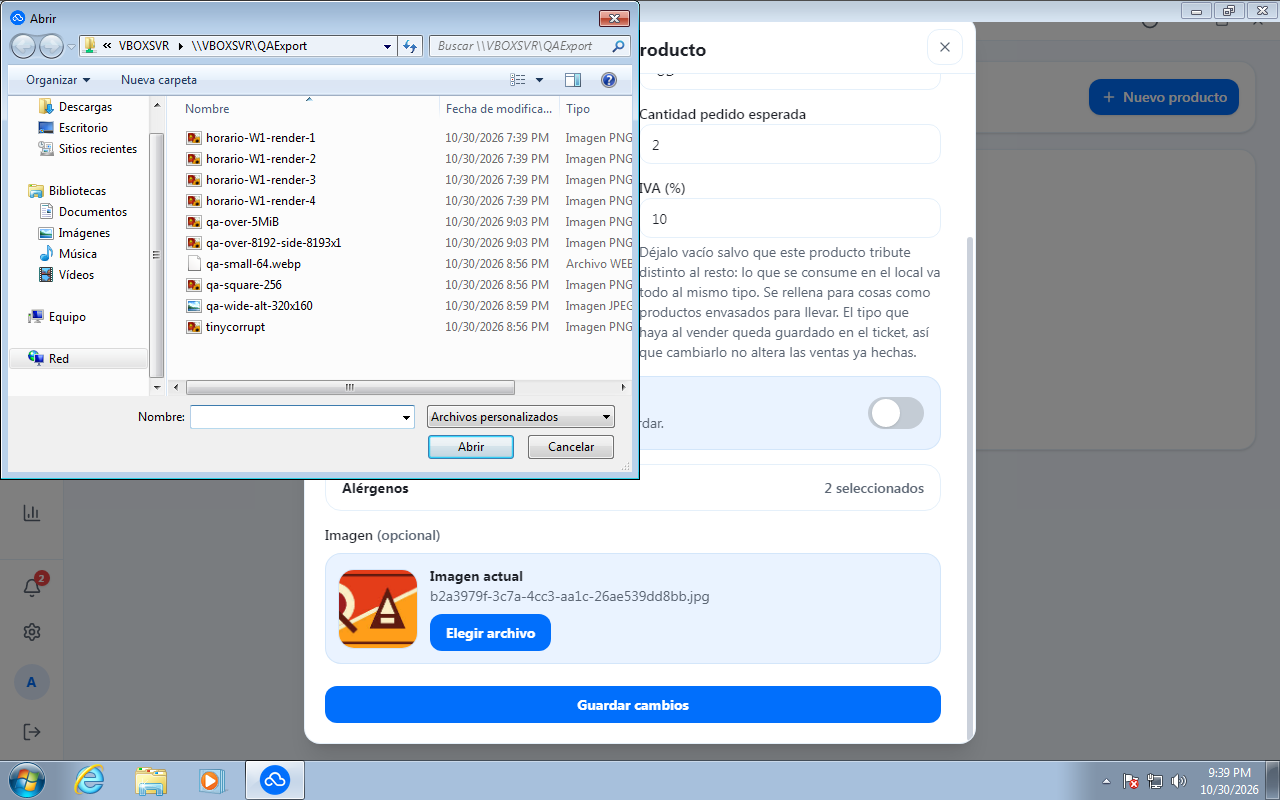 Abrir
« VBOXSVR ▸ \\VBOXSVR\QAExport
Buscar \\VBOXSVR\QAExport
Organizar
Nueva carpeta
Descargas
Escritorio
Sitios recientes
Bibliotecas
Documentos
Imágenes
Música
Vídeos
Equipo
Red
Nombre Fecha de modifica... Tipo
horario-W1-render-1 10/30/2026 7:39 PM Imagen PNG
horario-W1-render-2 10/30/2026 7:39 PM Imagen PNG
horario-W1-render-3 10/30/2026 7:39 PM Imagen PNG
horario-W1-render-4 10/30/2026 7:39 PM Imagen PNG
qa-over-5MiB 10/30/2026 9:03 PM Imagen PNG
qa-over-8192-side-8193x1 10/30/2026 9:03 PM Imagen PNG
qa-small-64.webp 10/30/2026 8:56 PM Archivo WEB
qa-square-256 10/30/2026 8:56 PM Imagen PNG
qa-wide-alt-320x160 10/30/2026 8:59 PM Imagen JPEG
tinycorrupt 10/30/2026 8:56 PM Imagen PNG
Nombre:
Archivos personalizados
Abrir
Cancelar
roducto
+ Nuevo producto
Cantidad pedido esperada
2
IVA (%)
10
Déjalo vacío salvo que este producto tribute
distinto al resto: lo que se consume en el local va
todo al mismo tipo. Se rellena para cosas como
productos envasados para llevar. El tipo que
haya al vender queda guardado en el ticket, así
que cambiarlo no altera las ventas ya hechas.
rdar.
Alérgenos
2 seleccionados
Imagen (opcional)
Imagen actual
b2a3979f-3c7a-4cc3-aa1c-26ae539dd8bb.jpg
Elegir archivo
Guardar cambios
2
A
9:39 PM
10/30/2026